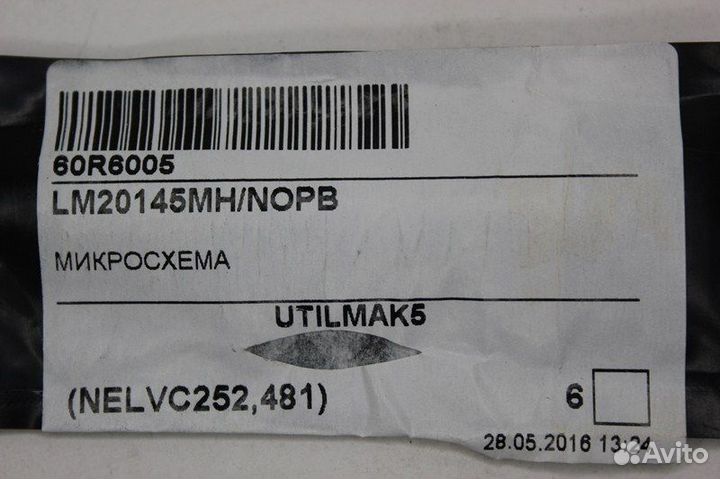 60R6005
LM20145MH/NOPB
МИКРОСХЕМА
UTILMAK5
(NELVC252,481)
6
28.05.2016 13:24
Avito